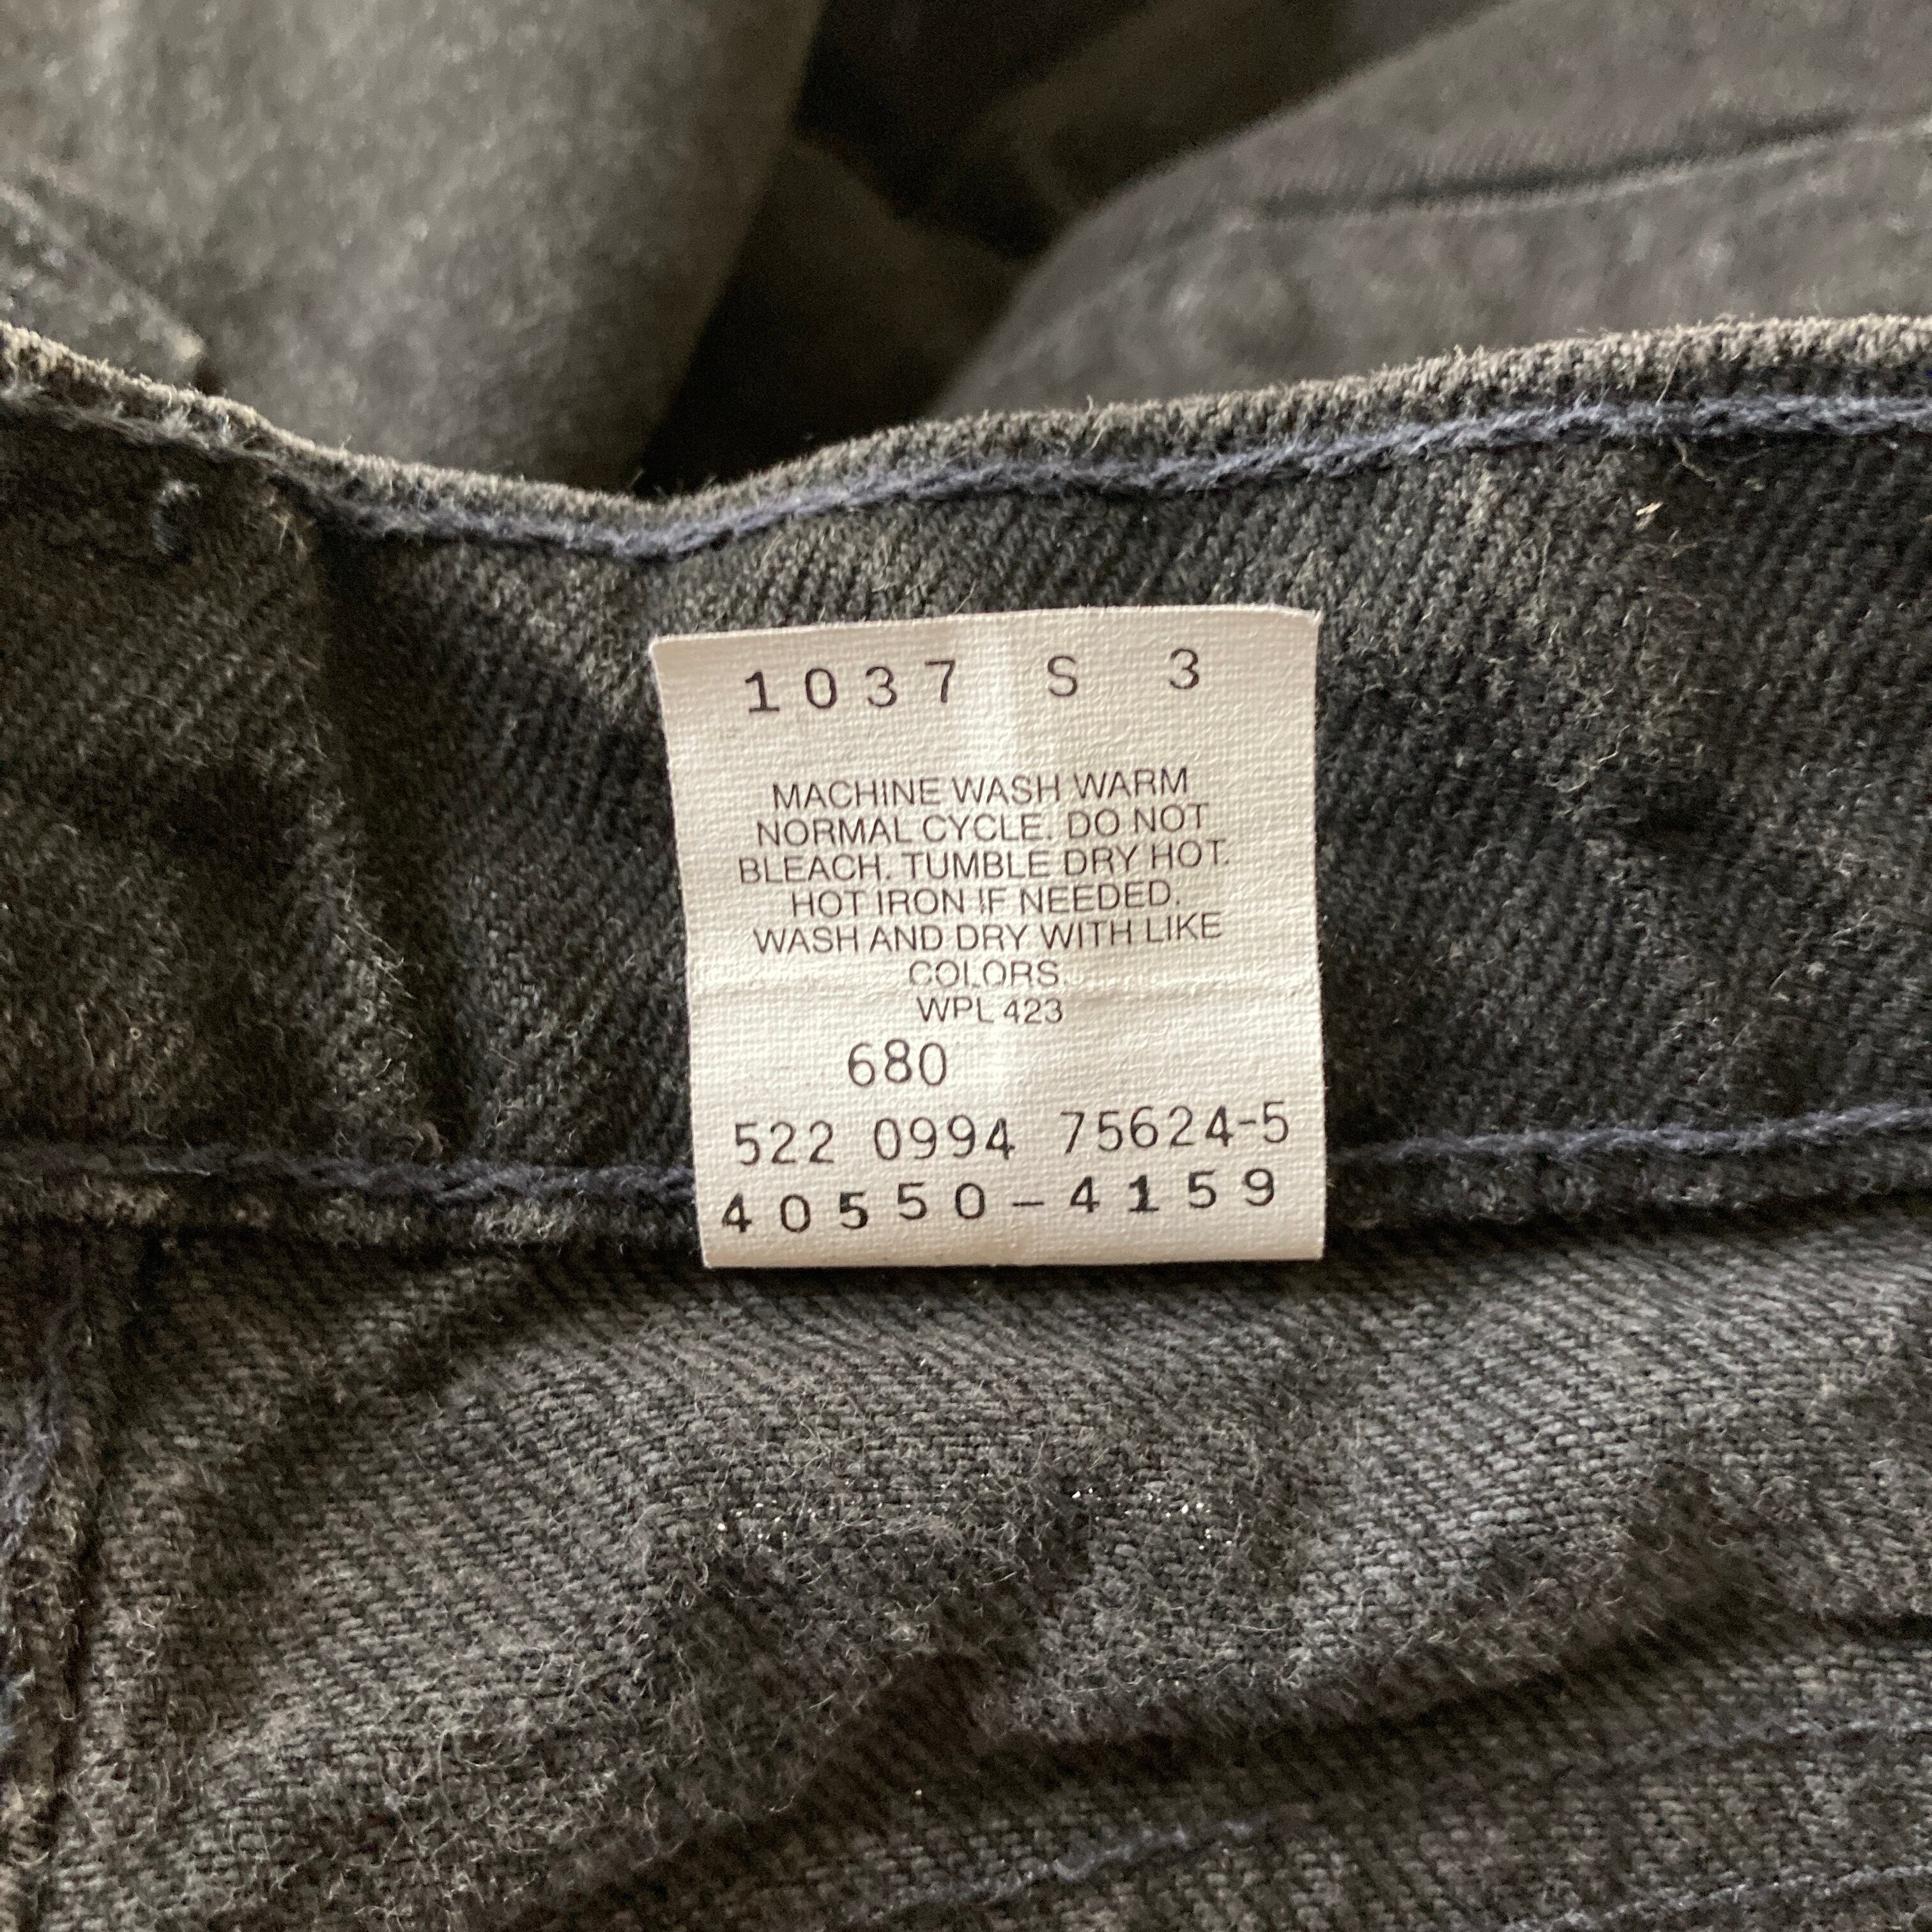 1037 S 3
MACHINE WASH WARM
NORMAL CYCLE. DO NOT
BLEACH. TUMBLE DRY HOT.
HOT IRON IF NEEDED.
WASH AND DRY WITH LIKE
COLORS.
WPL 423
680
522 0994 75624-5
40550-4159